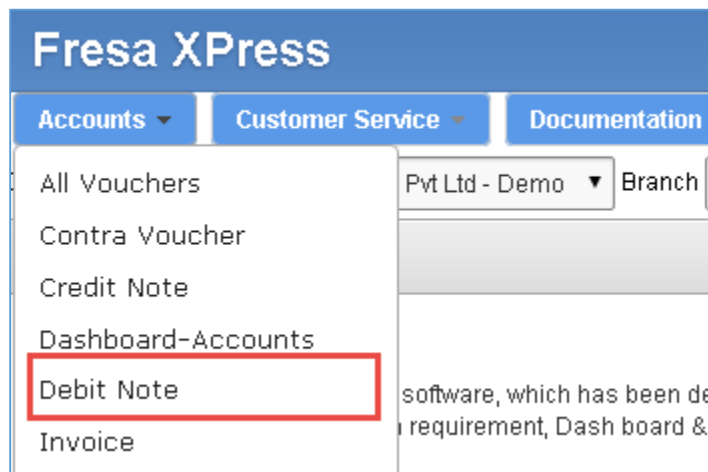 Fresa XPress
Accounts Customer Service Documentation
All Vouchers
Pvt Ltd - Demo Branch
Contra Voucher
Credit Note
Dashboard-Accounts
Debit Note
software, which has been de
requirement, Dash board &
Invoice